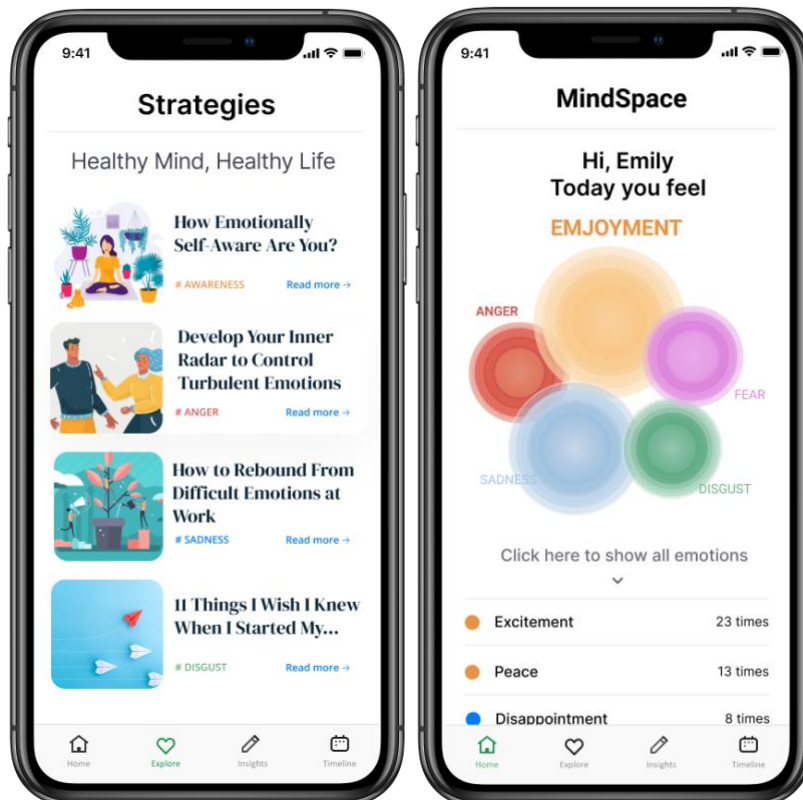 9:41
Strategies
Healthy Mind, Healthy Life
How Emotionally
Self-Aware Are You?
# AWARENESS Read more →
Develop Your Inner
Radar to Control
Turbulent Emotions
# ANGER Read more →
How to Rebound From
Difficult Emotions at
Work
# SADNESS Read more →
11 Things I Wish I Knew
When I Started My...
# DISGUST Read more →
Home Explore Insights Timeline
9:41
MindSpace
Hi, Emily
Today you feel
EMJOYMENT
ANGER
FEAR
SADNESS
DISGUST
Click here to show all emotions
Excitement 23 times
Peace 13 times
Disappointment 8 times
Home Explore Insights Timeline